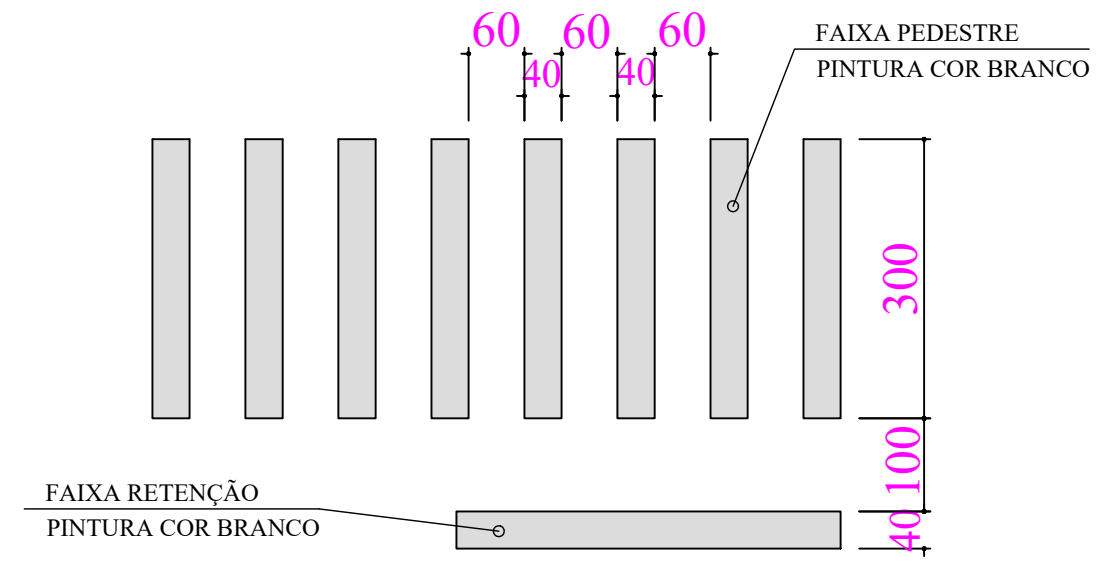 60 60 60
40 40
FAIXA PEDESTRE
PINTURA COR BRANCO
300
100
40
FAIXA RETENÇÃO
PINTURA COR BRANCO